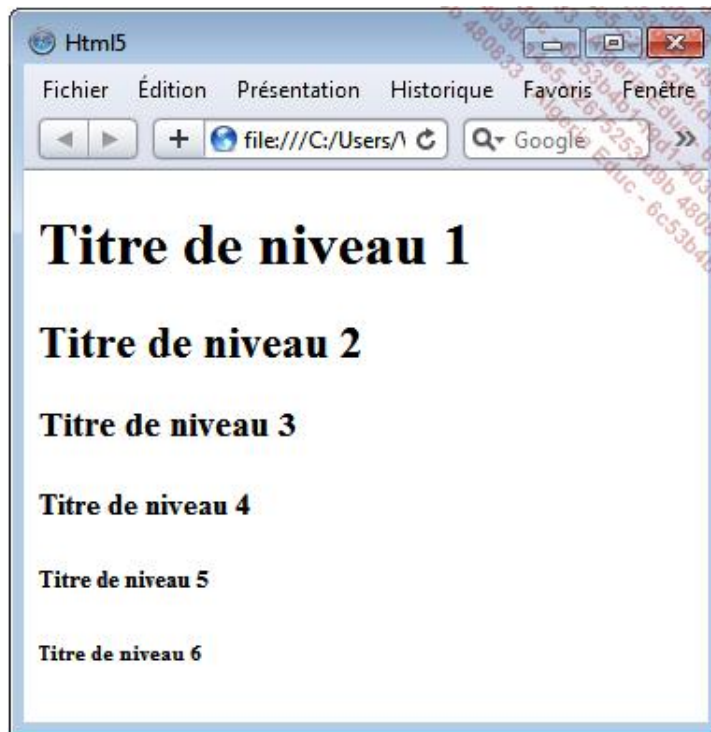 Html5
Fichier Édition Présentation Historique Favoris Fenêtre
file:///C:/Users/ Google
Titre de niveau 1
Titre de niveau 2
Titre de niveau 3
Titre de niveau 4
Titre de niveau 5
Titre de niveau 6